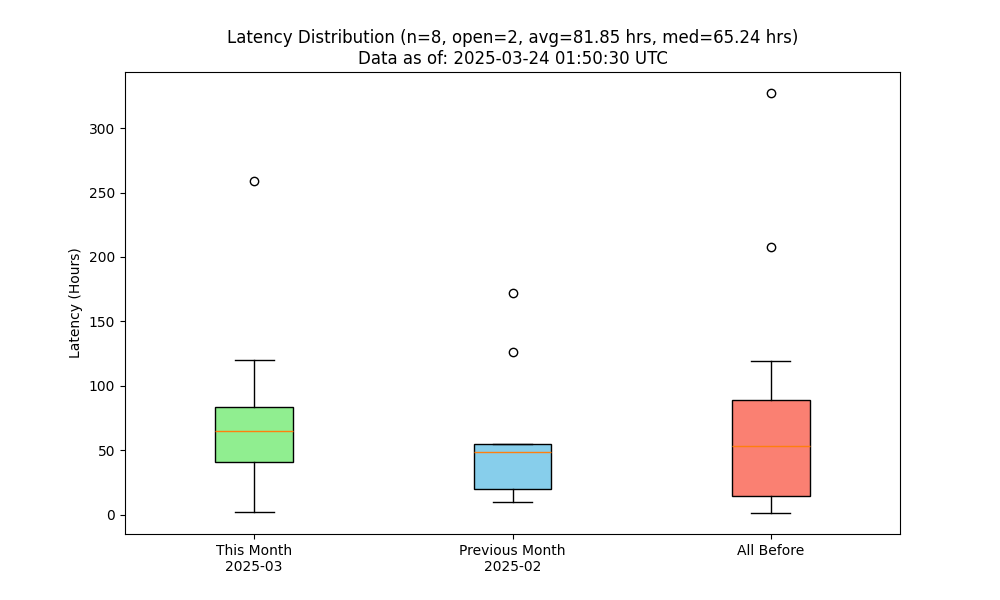 Latency Distribution (n=8, open=2, avg=81.85 hrs, med=65.24 hrs)
Data as of: 2025-03-24 01:50:30 UTC
Latency (Hours)
300
250
200
150
100
50
0
This Month
2025-03
Previous Month
2025-02
All Before